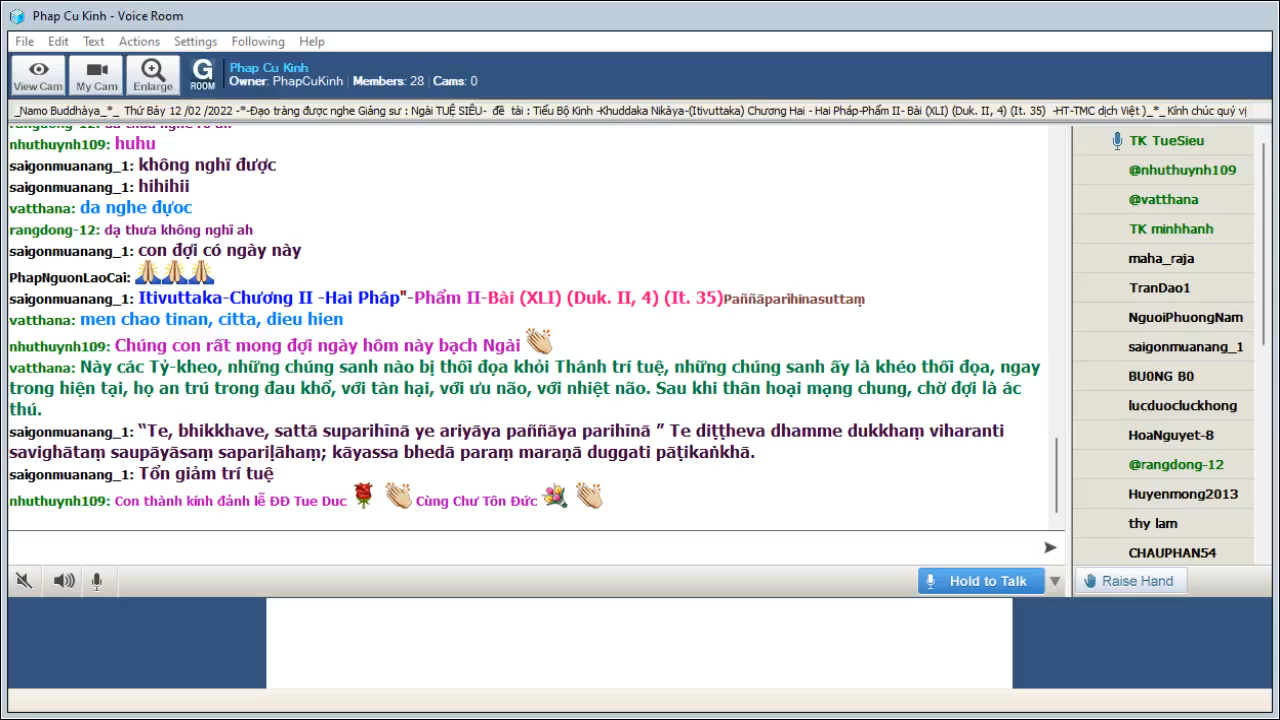 Phap Cu Kinh - Voice Room
File Edit Text Actions Settings Following Help
View Cam My Cam Enlarge G ROOM
Phap Cu Kinh
Owner: PhapCuKinh | Members: 28 | Cams: 0
_Namo Buddhàya_*_ Thứ Bảy 12 /02 /2022 -*-Đạo tràng được nghe Giảng sư : Ngài TUỆ SIÊU- đề tài : Tiểu Bộ Kinh -Khuddaka Nikàya-(Itivuttaka) Chương Hai - Hai Pháp-Phẩm II- Bài (XLI) (Duk. II, 4) (It. 35) -HT-TMC dịch Việt )_*_ Kính chúc quý vị
nhuthuynh109: huhu
saigonmuanang_1: không nghĩ được
saigonmuanang_1: hihihii
vatthana: da nghe đựoc
rangdong-12: dạ thưa không nghĩ ah
saigonmuanang_1: con đợi có ngày này
PhapNguonLaoCai:
saigonmuanang_1: Itivuttaka-Chương II -Hai Pháp"-Phẩm II-Bài (XLI) (Duk. II, 4) (It. 35)Paññāparihīnasuttaṃ
vatthana: men chao tinan, citta, dieu hien
nhuthuynh109: Chúng con rất mong đợi ngày hôm nảy bạch Ngài
vatthana: Này các Tỷ-kheo, những chúng sanh nào bị thối đọa khỏi Thánh trí tuệ, những chúng sanh ấy là khéo thối đọa, ngay
trong hiện tại, họ an trú trong đau khổ, với tàn hại, với ưu não, với nhiệt não. Sau khi thân hoại mạng chung, chờ đợi là ác
thú.
saigonmuanang_1: “Te, bhikkhave, sattā suparihīnā ye ariyāya paññāya parihīnā ” Te diṭṭheva dhamme dukkhaṃ viharanti
savighātaṃ saupāyāsaṃ sapariḷāhaṃ; kāyassa bhedā paraṃ maraṇā duggati pāṭikaṅkhā.
saigonmuanang_1: Tổn giảm trí tuệ
nhuthuynh109: Con thành kính đảnh lễ ĐĐ Tue Duc Cùng Chư Tôn Đức
Hold to Talk
TK TueSieu
@nhuthuynh109
@vatthana
TK minhhanh
maha_raja
TranDao1
NguoiPhuongNam
saigonmuanang_1
BU0NG B0
lucduocluckhong
HoaNguyet-8
@rangdong-12
Huyenmong2013
thy lam
CHAUPHAN54
Raise Hand